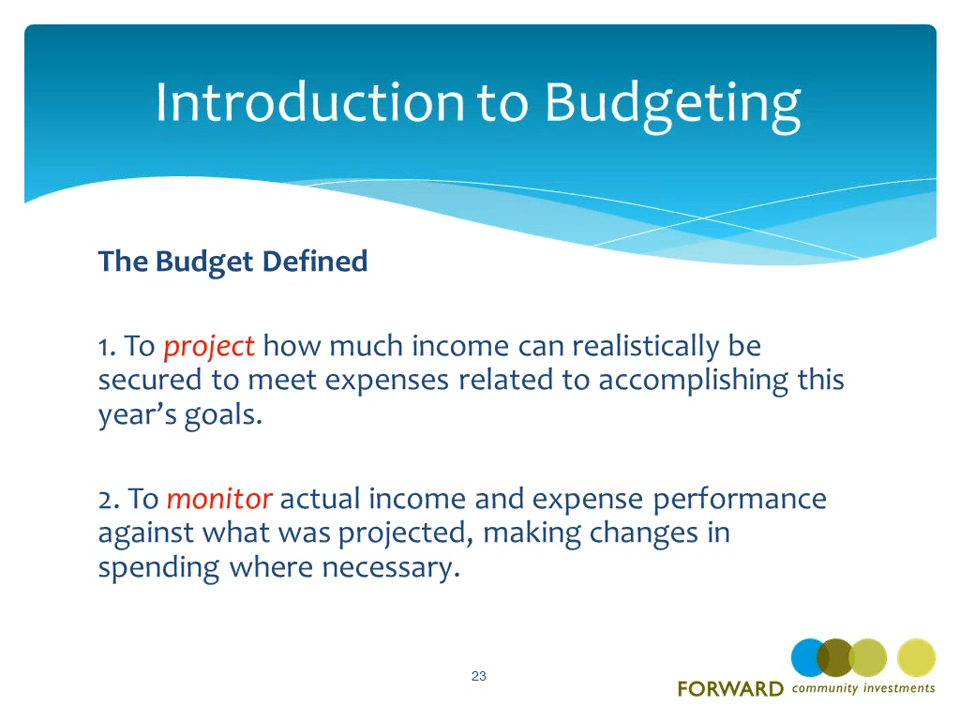 Introduction to Budgeting
The Budget Defined
1. To project how much income can realistically be
secured to meet expenses related to accomplishing this
year’s goals.
2. To monitor actual income and expense performance
against what was projected, making changes in
spending where necessary.
23
FORWARD community investments